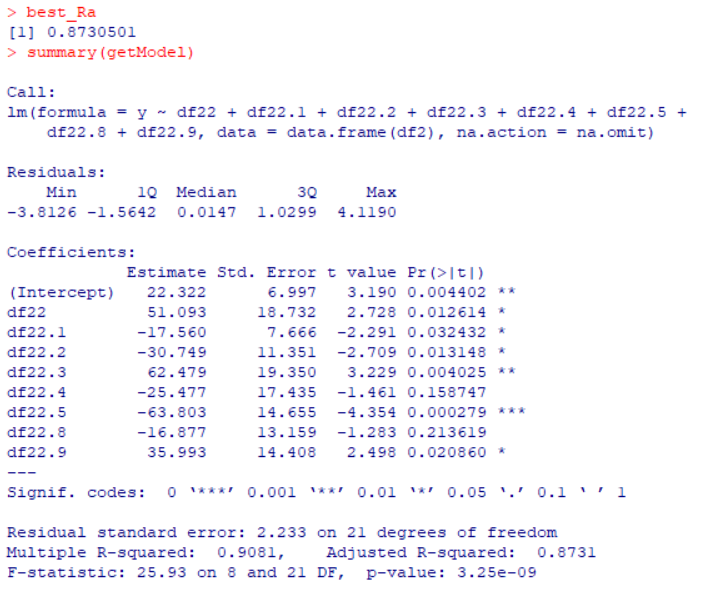 > best_Ra
[1] 0.8730501
> summary(getModel)
Call:
lm(formula = y ~ df22 + df22.1 + df22.2 + df22.3 + df22.4 + df22.5 +
    df22.8 + df22.9, data = data.frame(df2), na.action = na.omit)
Residuals:
    Min      1Q  Median      3Q     Max
-3.8126 -1.5642  0.0147  1.0299  4.1190
Coefficients:
            Estimate Std. Error t value Pr(>|t|)
(Intercept)   22.322      6.997   3.190 0.004402 **
df22          51.093     18.732   2.728 0.012614 *
df22.1       -17.560      7.666  -2.291 0.032432 *
df22.2       -30.749     11.351  -2.709 0.013148 *
df22.3        62.479     19.350   3.229 0.004025 **
df22.4       -25.477     17.435  -1.461 0.158747
df22.5       -63.803     14.655  -4.354 0.000279 ***
df22.8       -16.877     13.159  -1.283 0.213619
df22.9        35.993     14.408   2.498 0.020860 *
---
Signif. codes:  0 ‘***’ 0.001 ‘**’ 0.01 ‘*’ 0.05 ‘.’ 0.1 ‘ ’ 1
Residual standard error: 2.233 on 21 degrees of freedom
Multiple R-squared:  0.9081,    Adjusted R-squared:  0.8731
F-statistic: 25.93 on 8 and 21 DF,  p-value: 3.25e-09